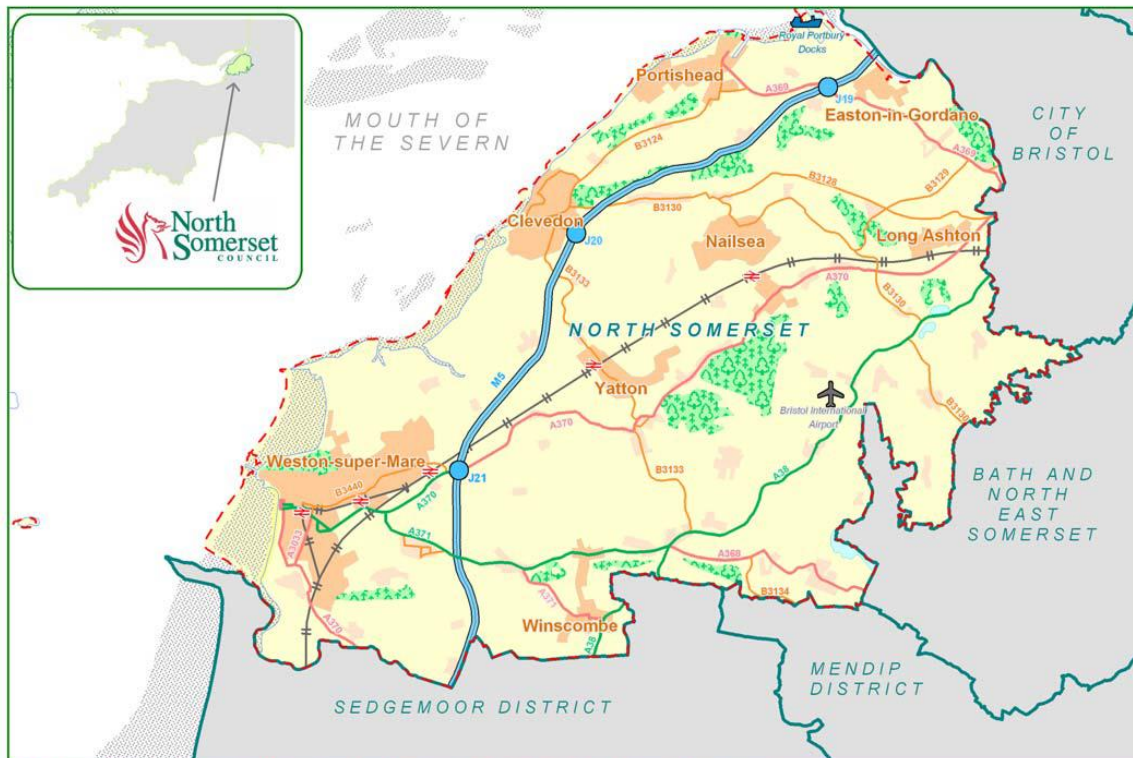 North
Somerset
COUNCIL
MOUTH OF
THE SEVERN
Royal Portbury
Docks
Portishead
A369
J19
Easton-in-Gordano
A369
CITY
OF
BRISTOL
B3124
B3128
B3129
B3130
Clevedon
J20
Nailsea
Long Ashton
B3133
A370
B3130
NORTH SOMERSET
M5
Yatton
Bristol International
Airport
B3130
A370
Weston-super-Mare
J21
B3440
A370
B3133
A38
BATH AND
NORTH
EAST
SOMERSET
A3033
A371
A368
A371
B3134
A370
Winscombe
A38
MENDIP
DISTRICT
SEDGEMOOR DISTRICT